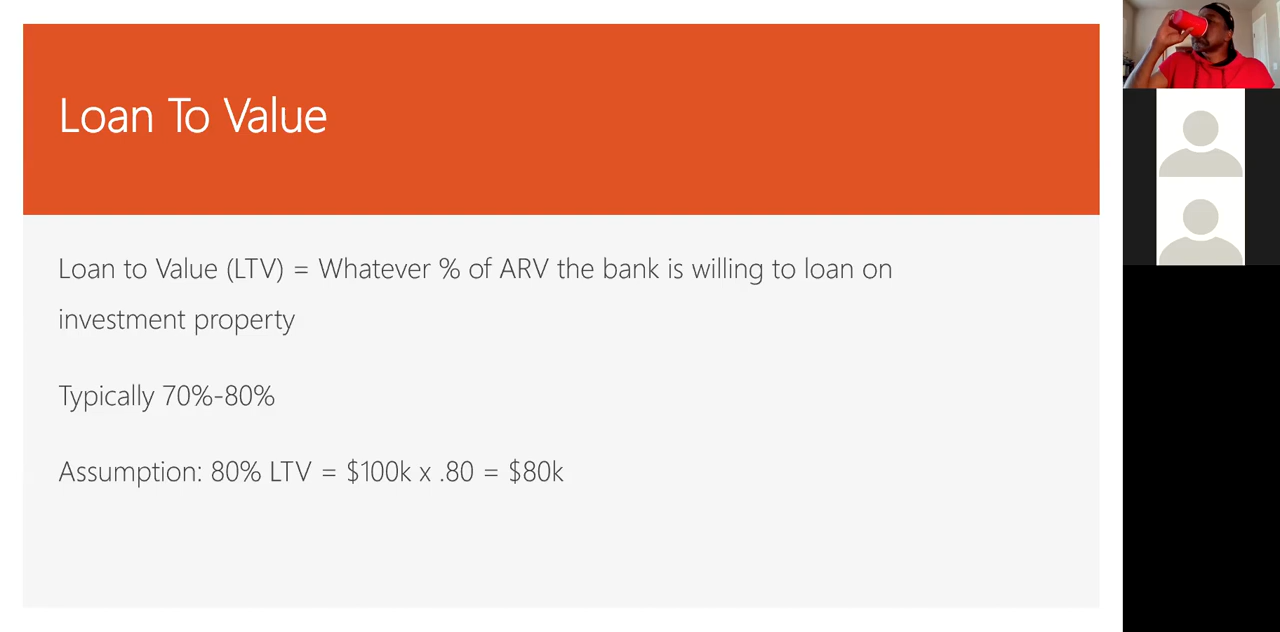 Loan To Value
Loan to Value (LTV) = Whatever % of ARV the bank is willing to loan on
investment property
Typically 70%-80%
Assumption: 80% LTV = $100k x .80 = $80k